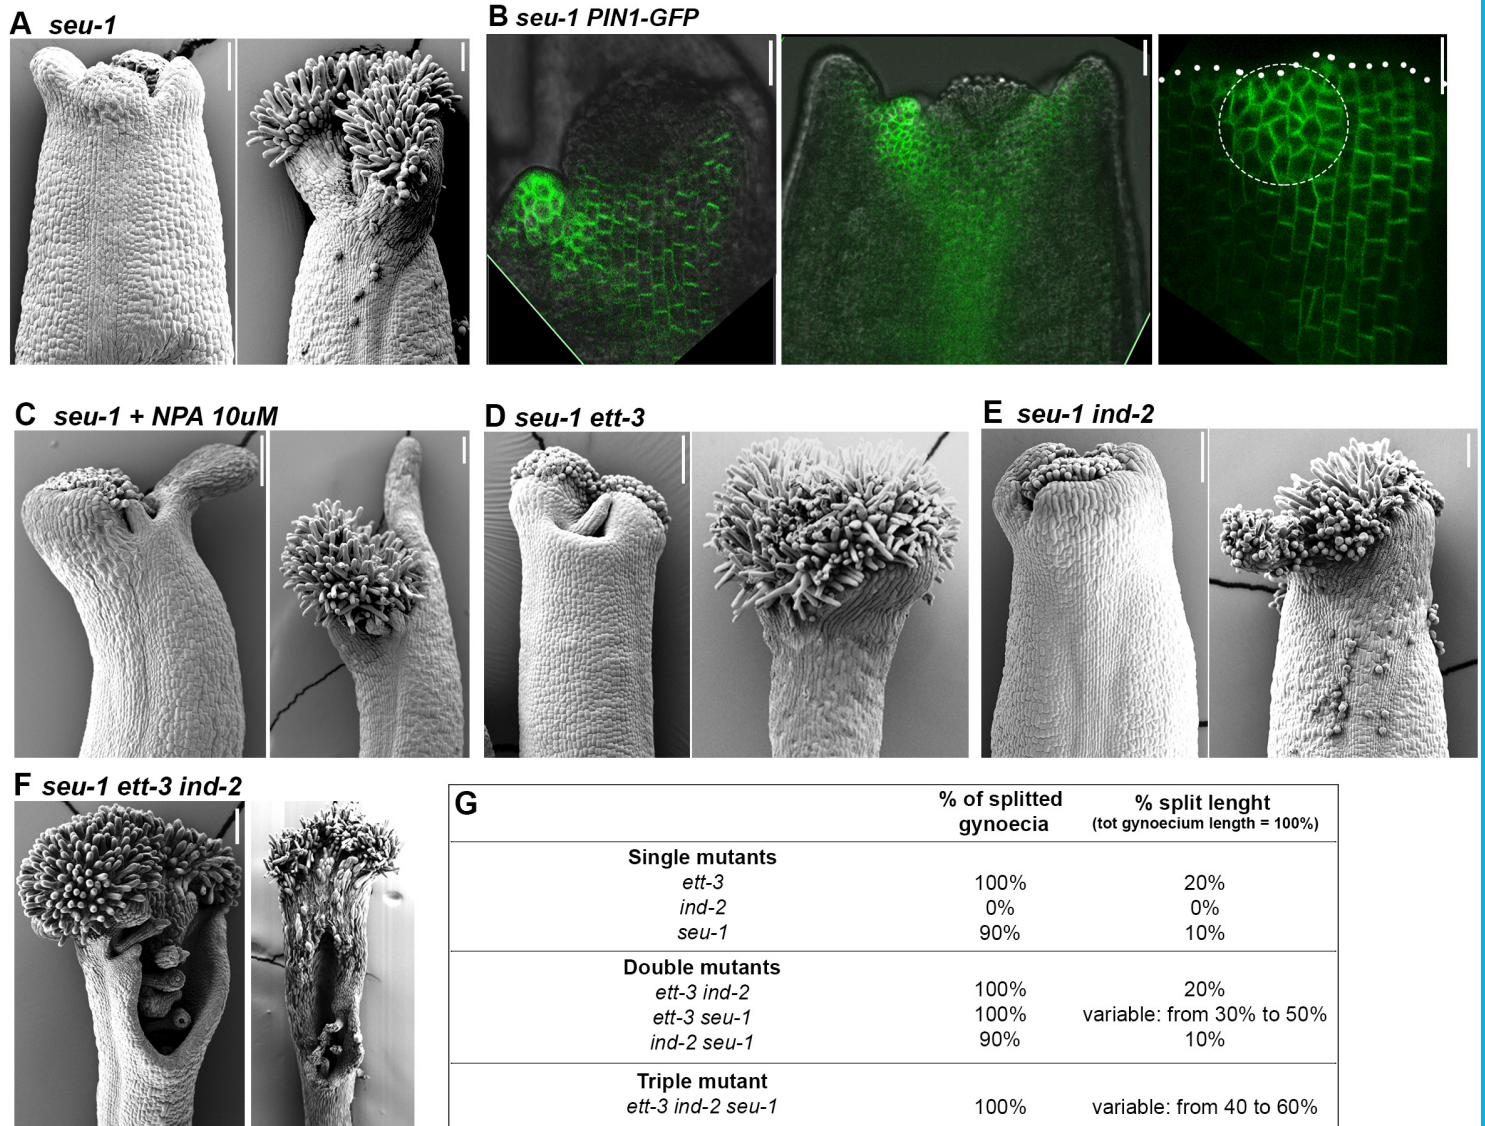 A seu-1
B seu-1 PIN1-GFP
C seu-1 + NPA 10uM
D seu-1 ett-3
E seu-1 ind-2
F seu-1 ett-3 ind-2
G
% of splitted gynoecia
% split lenght
(tot gynoecium length = 100%)
Single mutants
ett-3 100% 20%
ind-2 0% 0%
seu-1 90% 10%
Double mutants
ett-3 ind-2 100% 20%
ett-3 seu-1 100% variable: from 30% to 50%
ind-2 seu-1 90% 10%
Triple mutant
ett-3 ind-2 seu-1 100% variable: from 40 to 60%